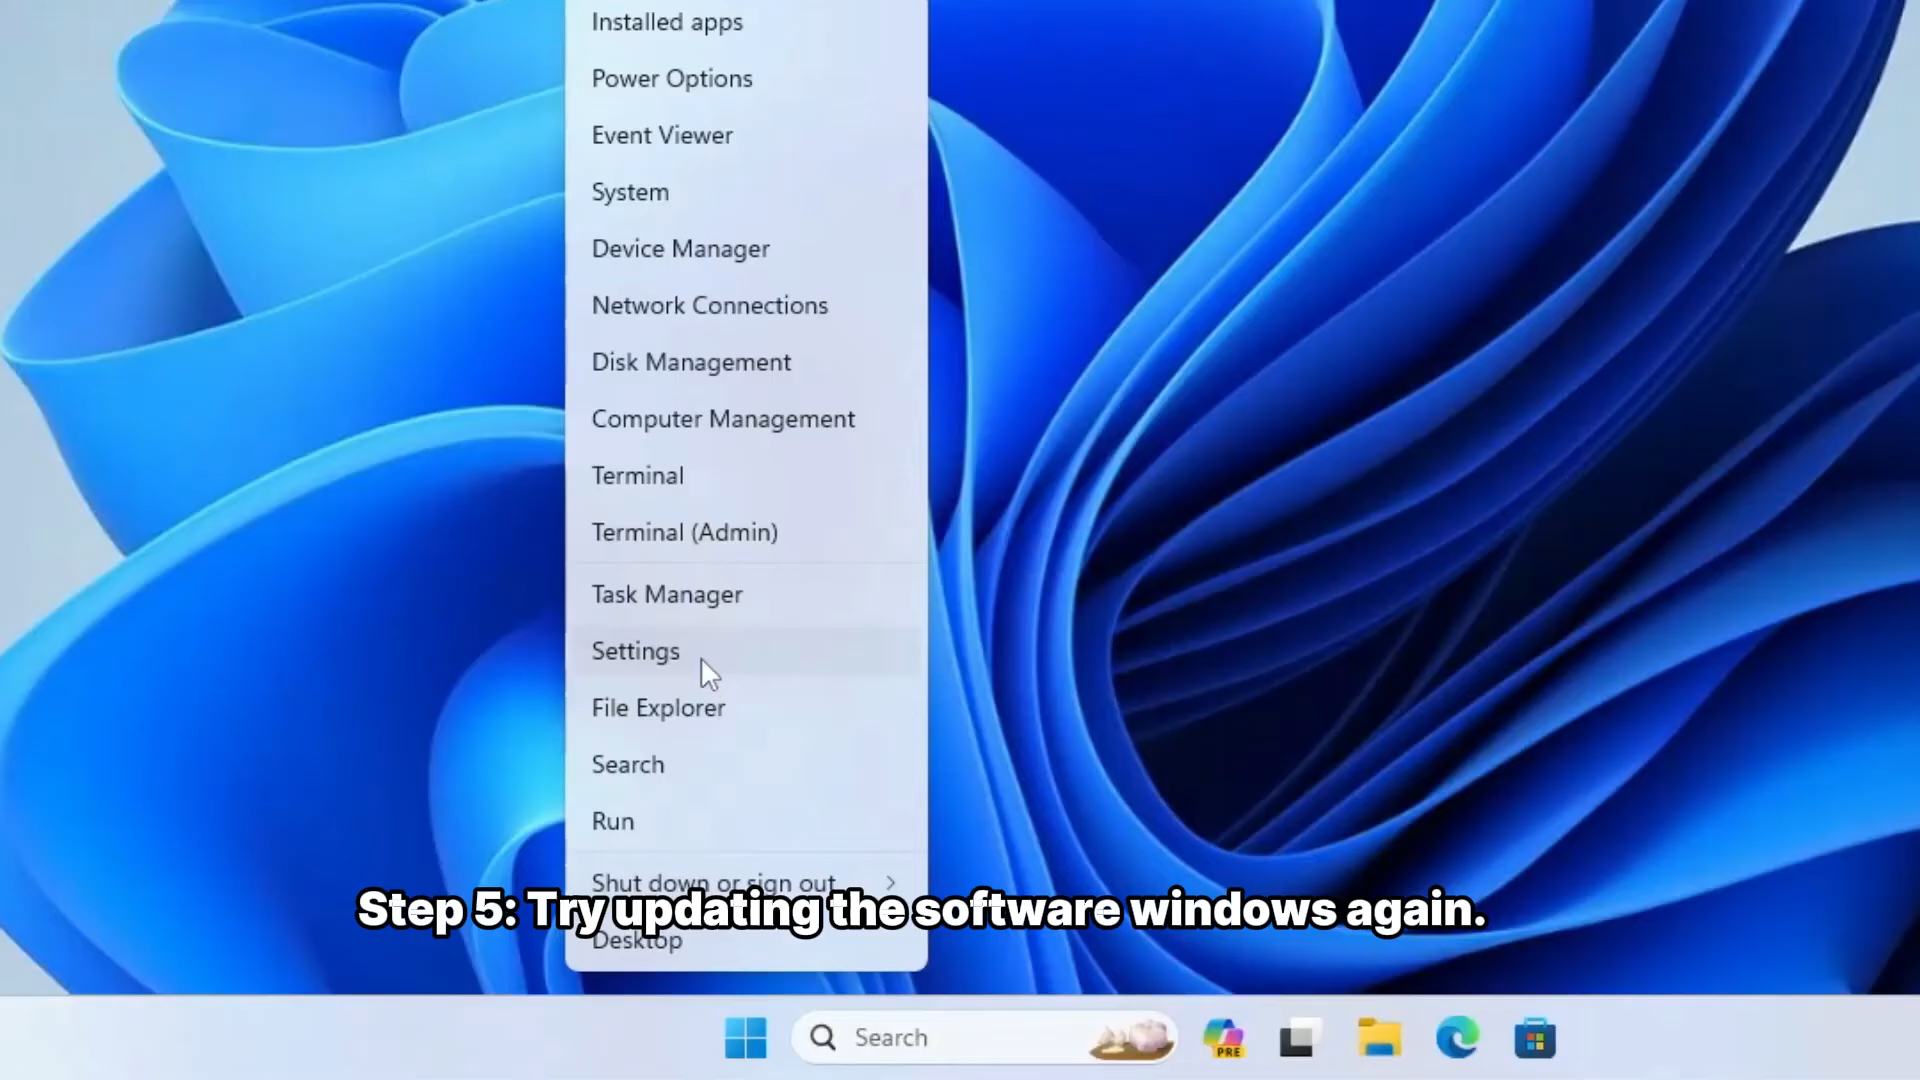 Installed apps
Power Options
Event Viewer
System
Device Manager
Network Connections
Disk Management
Computer Management
Terminal
Terminal (Admin)
Task Manager
Settings
File Explorer
Search
Run
Shut down or sign out
Step 5: Try updating the software windows again.
Desktop
Search
PRE